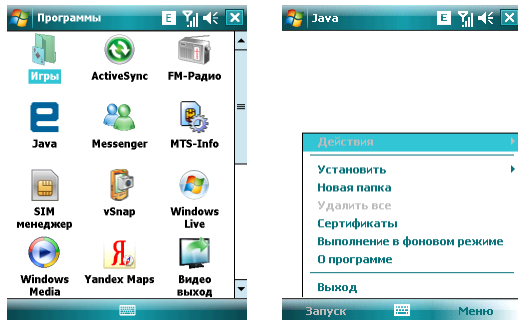 Программы
E
Игры
ActiveSync
FM-Радио
Java
Messenger
MTS-Info
SIM
менеджер
vSnap
Windows
Live
Windows
Media
Yandex Maps
Видео
выход
Java
E
Действия
Установить
Новая папка
Удалить все
Сертификаты
Выполнение в фоновом режиме
О программе
Выход
Запуск
Меню